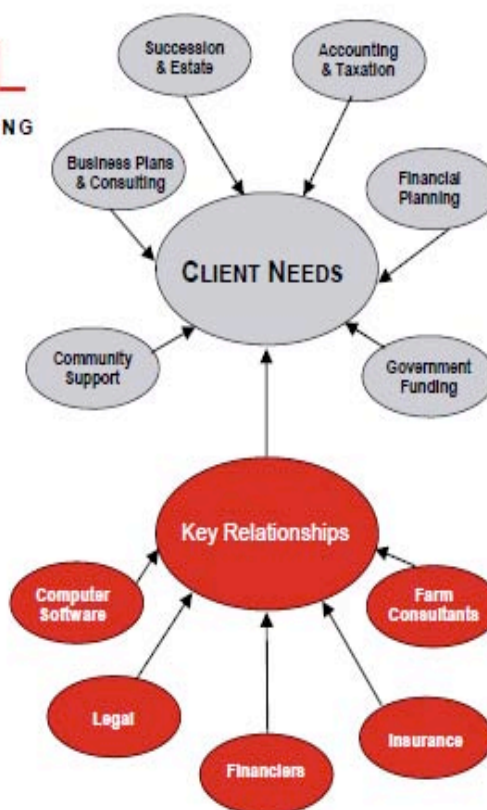 NG
Succession
& Estate
Accounting
& Taxation
Business Plans
& Consulting
Financial
Planning
CLIENT NEEDS
Community
Support
Government
Funding
Key Relationships
Computer
Software
Farm
Consultants
Legal
Insurance
Financiers